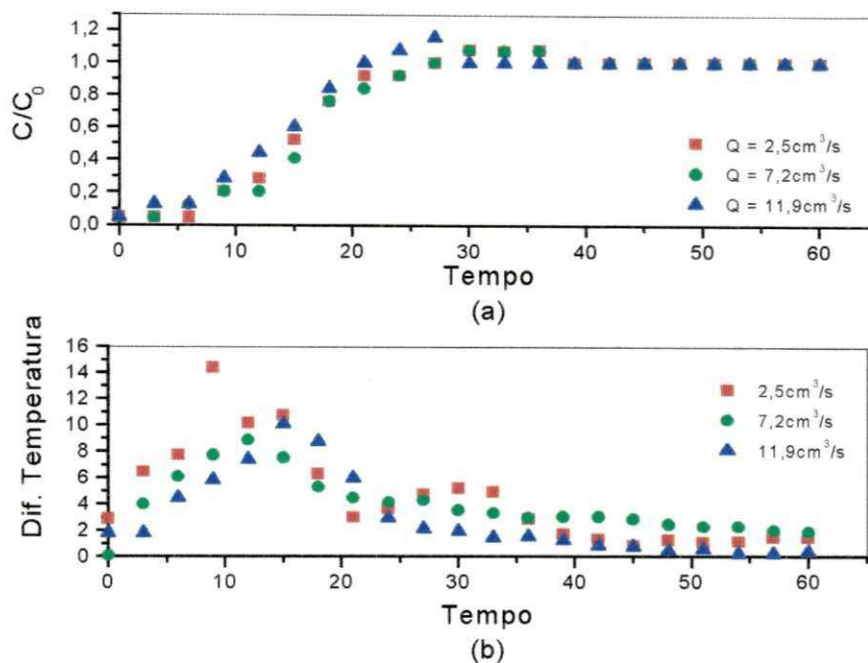 1,2
1,0
0,8
0,6
0,4
0,2
0,0
C/C0
Q = 2,5cm³/s
Q = 7,2cm³/s
Q = 11,9cm³/s
0 10 20 30 40 50 60
Tempo
(a)
16
14
12
10
8
6
4
2
0
Dif. Temperatura
2,5cm³/s
7,2cm³/s
11,9cm³/s
0 10 20 30 40 50 60
Tempo
(b)